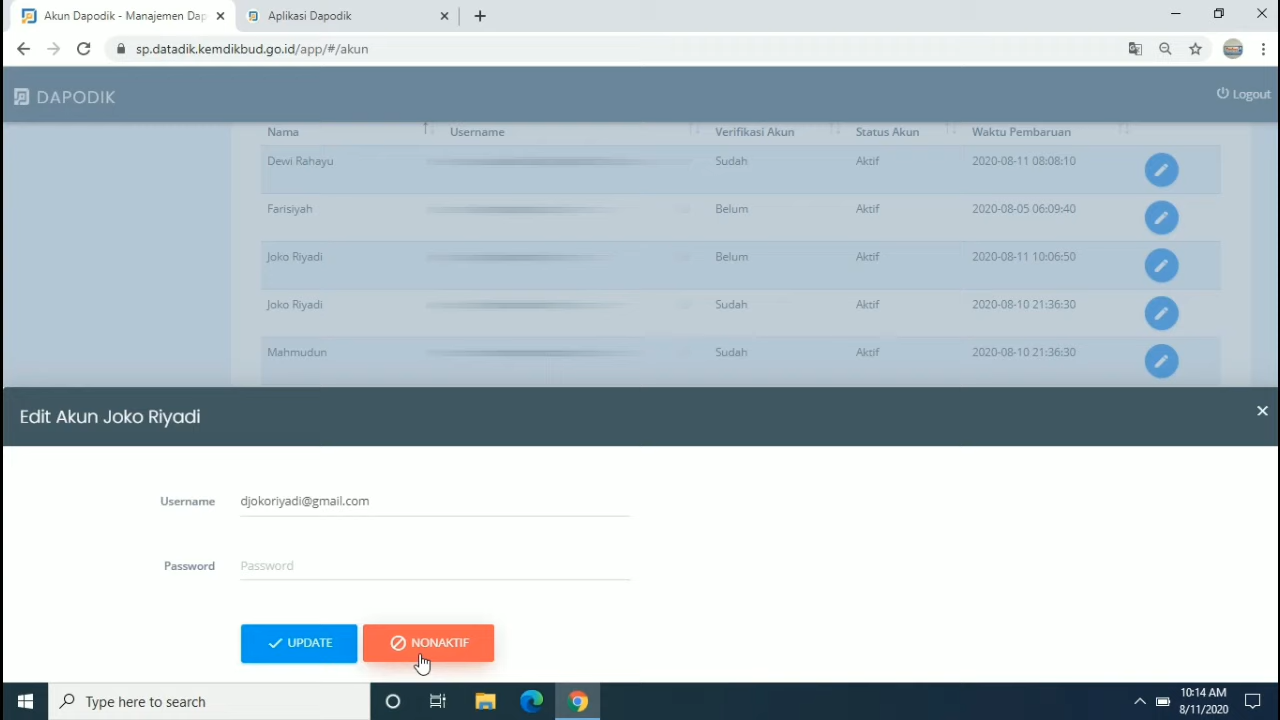 Akun Dapodik - Manajemen Dap
Aplikasi Dapodik
sp.datadik.kemdikbud.go.id/app/#/akun
DAPODIK
Logout
Nama Username Verifikasi Akun Status Akun Waktu Pembaruan
Dewi Rahayu Sudah Aktif 2020-08-11 08:08:10
Farisiyah Belum Aktif 2020-08-05 06:09:40
Joko Riyadi Belum Aktif 2020-08-11 10:06:50
Joko Riyadi Sudah Aktif 2020-08-10 21:36:30
Mahmudun Sudah Aktif 2020-08-10 21:36:30
Edit Akun Joko Riyadi
Username djokoriyadi@gmail.com
Password Password
UPDATE NONAKTIF
Type here to search
10:14 AM
8/11/2020